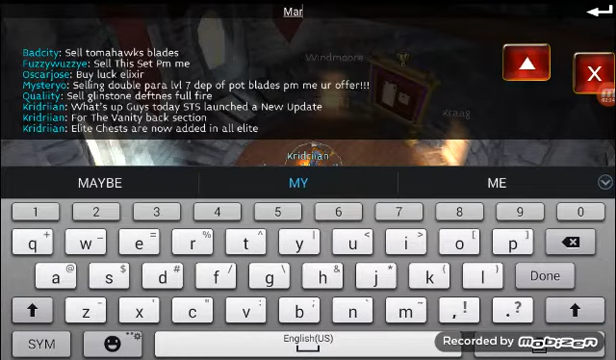 Mar
Badcity: Sell tomahawks blades
Fuzzywuzzye: Sell This Set Pm me
Oscarjose: Buy luck elixir
Mysteryo: Selling double para lvl 7 dep of pot blades pm me ur offer!!!
Qualiity: Sell glinstone deftnes full fire
Kridriian: What's up Guys today STS launched a New Update
Kridriian: For The Vanity back section
Kridriian: Elite Chests are now added in all elite
Windmoore
Kraag
X
Kridriian
MAYBE MY ME
1 2 3 4 5 6 7 8 9 0
q + w - e = r % t ^ y | u < i > o [ p ]
a @ s $ d # f / g \ h & j * k ( l ) Done
z x c " v : b ; n m ~ , ! . ?
SYM English(US)
Recorded by mobizen